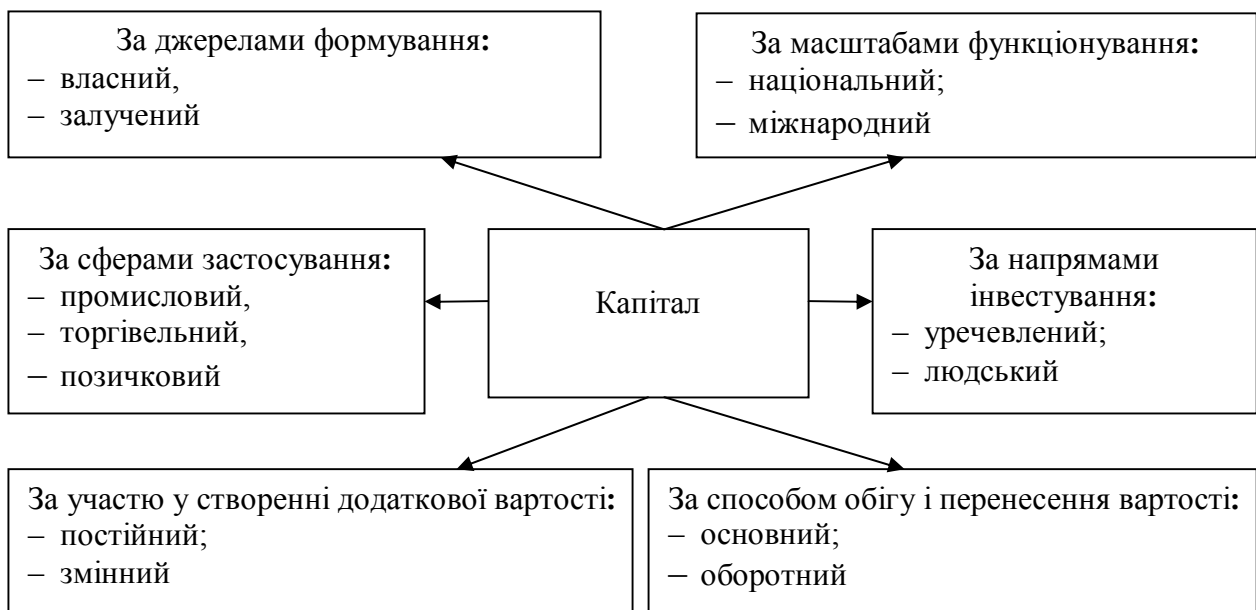 За джерелами формування:
– власний,
– залучений
За масштабами функціонування:
– національний;
– міжнародний
За сферами застосування:
– промисловий,
– торгівельний,
– позичковий
Капітал
За напрямами
інвестування:
– уречевлений;
– людський
За участю у створенні додаткової вартості:
– постійний;
– змінний
За способом обігу і перенесення вартості:
– основний;
– оборотний